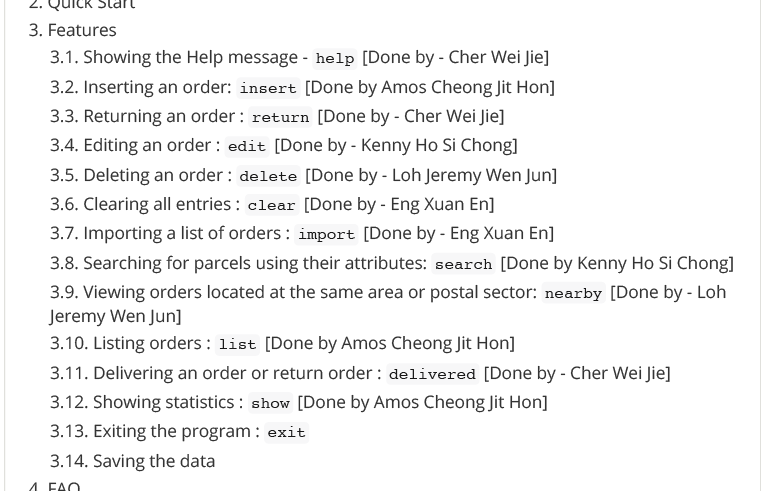 2. Quick Start
3. Features
3.1. Showing the Help message - help [Done by - Cher Wei Jie]
3.2. Inserting an order: insert [Done by Amos Cheong Jit Hon]
3.3. Returning an order : return [Done by - Cher Wei Jie]
3.4. Editing an order : edit [Done by - Kenny Ho Si Chong]
3.5. Deleting an order : delete [Done by - Loh Jeremy Wen Jun]
3.6. Clearing all entries : clear [Done by - Eng Xuan En]
3.7. Importing a list of orders : import [Done by - Eng Xuan En]
3.8. Searching for parcels using their attributes: search [Done by Kenny Ho Si Chong]
3.9. Viewing orders located at the same area or postal sector: nearby [Done by - Loh
Jeremy Wen Jun]
3.10. Listing orders : list [Done by Amos Cheong Jit Hon]
3.11. Delivering an order or return order : delivered [Done by - Cher Wei Jie]
3.12. Showing statistics : show [Done by Amos Cheong Jit Hon]
3.13. Exiting the program : exit
3.14. Saving the data
4. FAQ